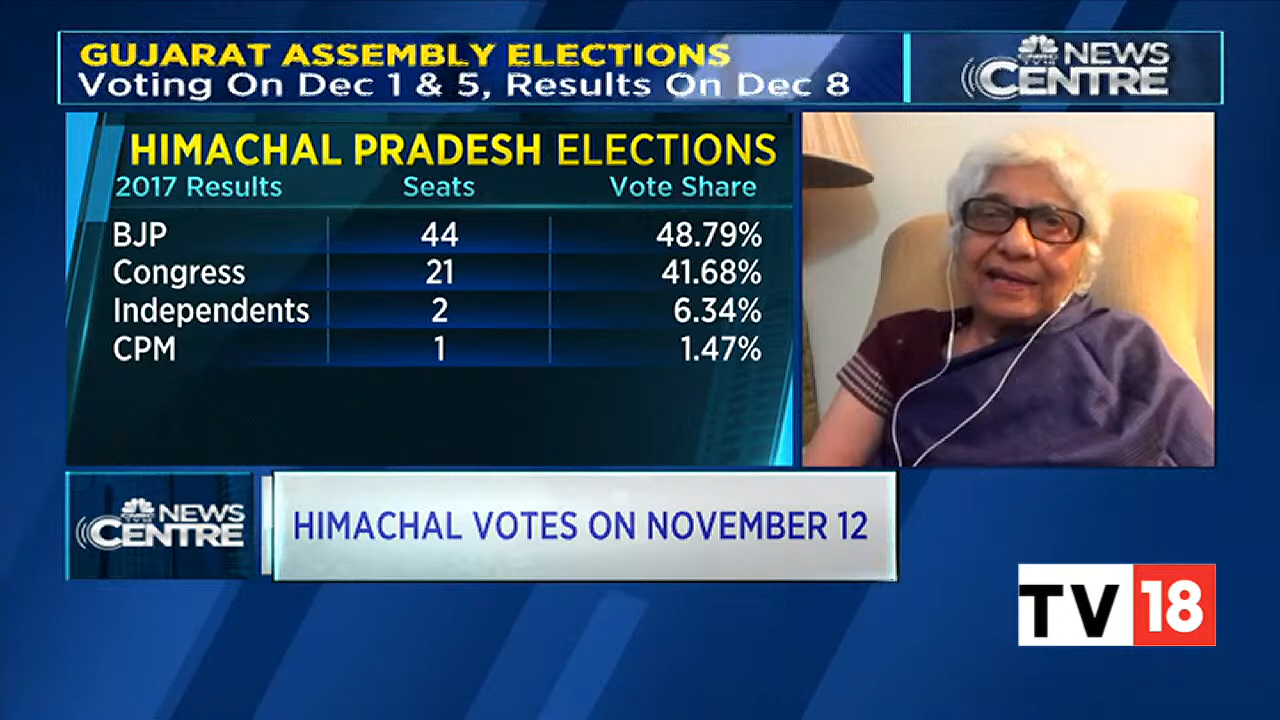 GUJARAT ASSEMBLY ELECTIONS
Voting On Dec 1 & 5, Results On Dec 8
NEWS
CENTRE
HIMACHAL PRADESH ELECTIONS
2017 Results Seats Vote Share
BJP 44 48.79%
Congress 21 41.68%
Independents 2 6.34%
CPM 1 1.47%
NEWS
CENTRE
HIMACHAL VOTES ON NOVEMBER 12
TV18